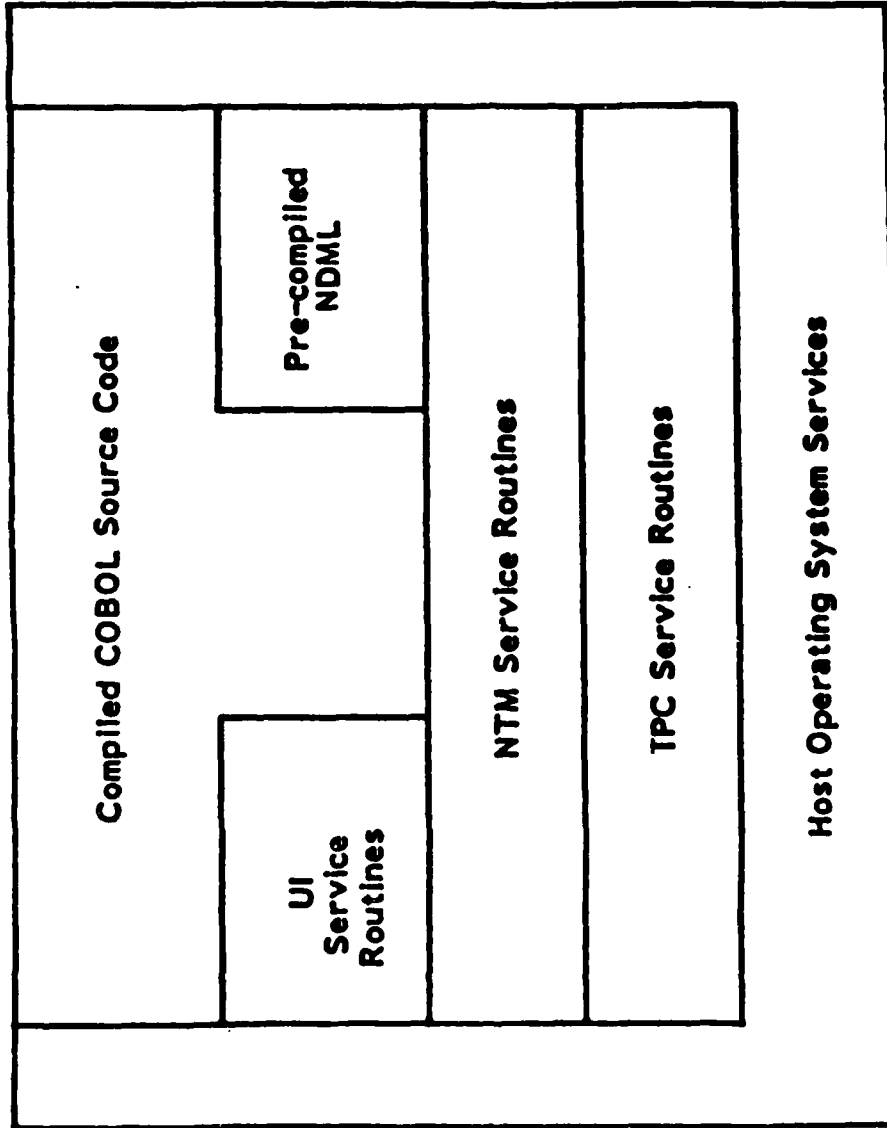 Compiled COBOL Source Code
UI
Service
Routines
Pre-compiled
NDML
NTM Service Routines
TPC Service Routines
Host Operating System Services